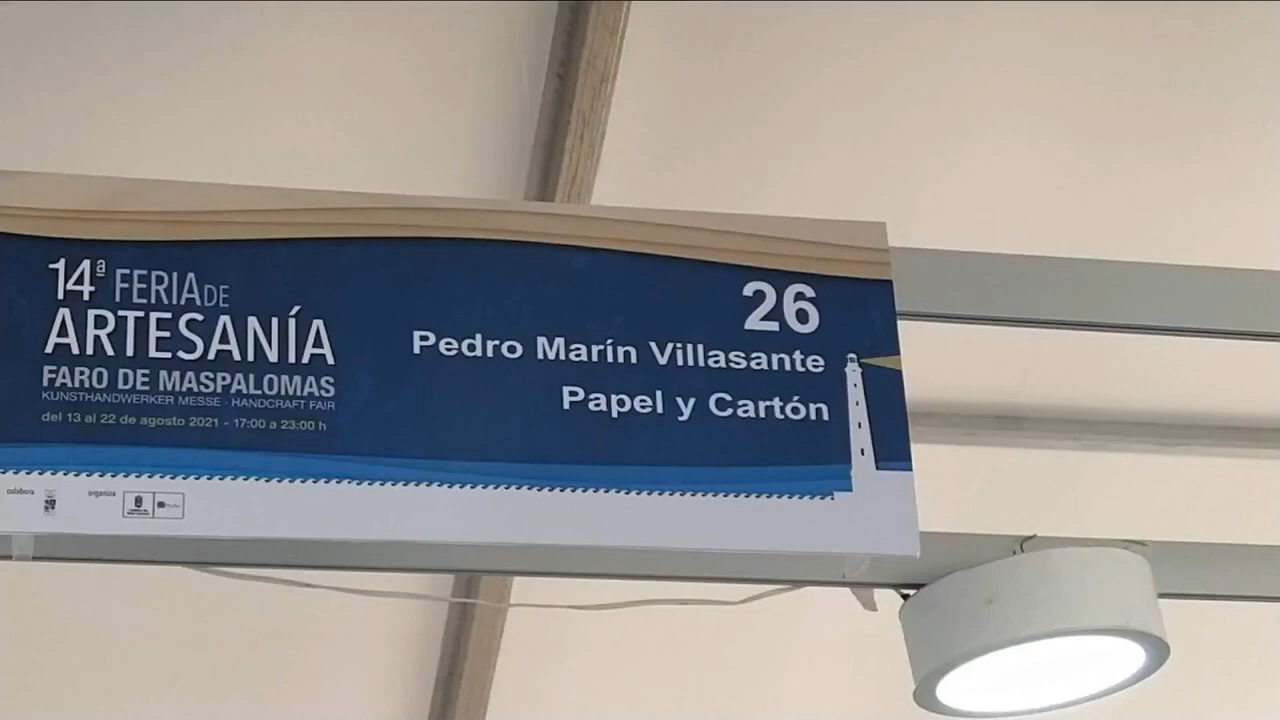 14ª FERIA DE
ARTESANÍA
FARO DE MASPALOMAS
KUNSTHANDWERKER MESSE · HANDCRAFT FAIR
del 13 al 22 de agosto 2021 - 17:00 a 23:00 h
26
Pedro Marín Villasante
Papel y Cartón
colabora
organiza